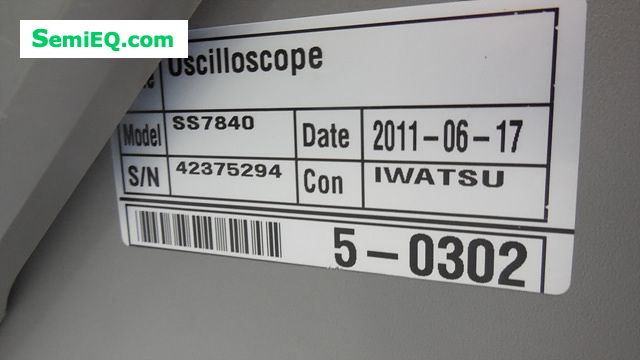 SemiEQ.com
Oscilloscope
Model SS7840 Date 2011-06-17
S/N 42375294 Con IWATSU
5-0302